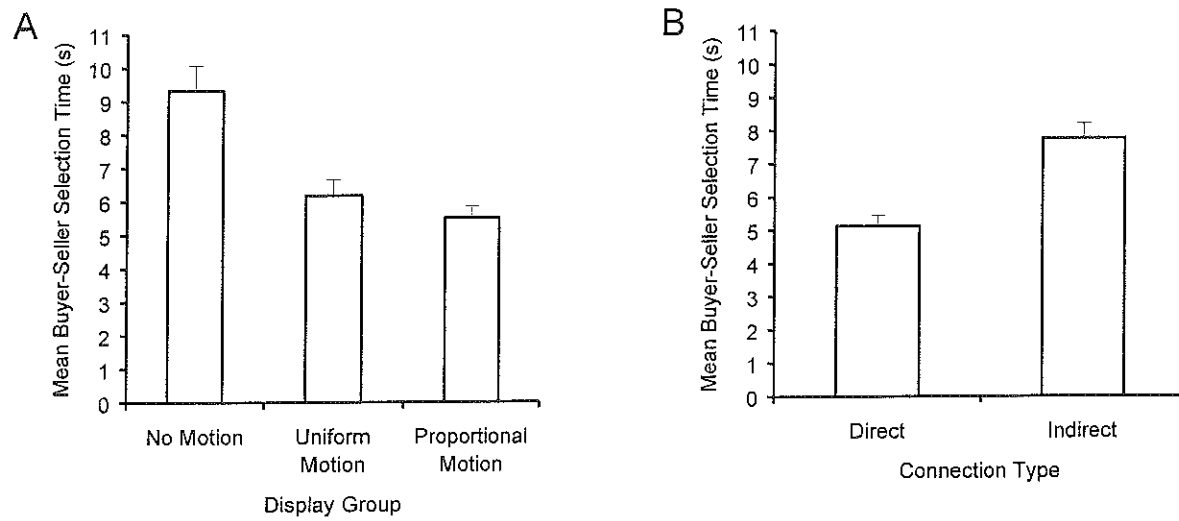 A
Mean Buyer-Seller Selection Time (s)
11
10
9
8
7
6
5
4
3
2
1
0
No Motion
Uniform
Motion
Proportional
Motion
Display Group
B
Mean Buyer-Seller Selection Time (s)
11
10
9
8
7
6
5
4
3
2
1
0
Direct
Indirect
Connection Type